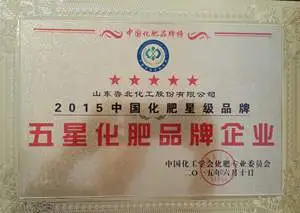 中国化肥品牌榜
山东鲁北化工股份有限公司
2015中国化肥星级品牌
五星化肥品牌企业
中国化工学会化肥专业委员会
二〇一五年六月十日